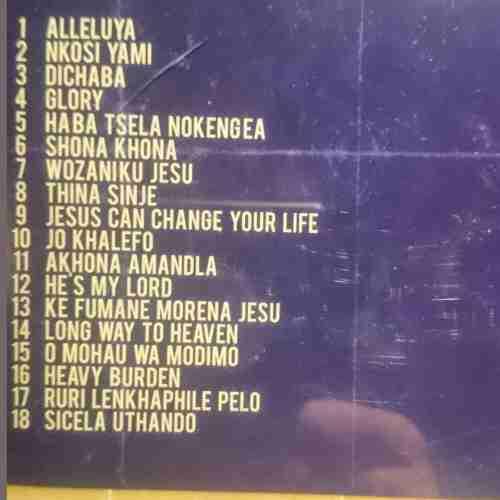 1 ALLELUYA
2 NKOSI YAMI
3 DICHABA
4 GLORY
5 HABA TSELA NOKENGEA
6 SHONA KHONA
7 WOZANIKU JESU
8 THINA SINJE
9 JESUS CAN CHANGE YOUR LIFE
10 JO KHALEFO
11 AKHONA AMANDLA
12 HE'S MY LORD
13 KE FUMANE MORENA JESU
14 LONG WAY TO HEAVEN
15 O MOHAU WA MODIMO
16 HEAVY BURDEN
17 RURI LENKHAPHILE PELO
18 SICELA UTHANDO